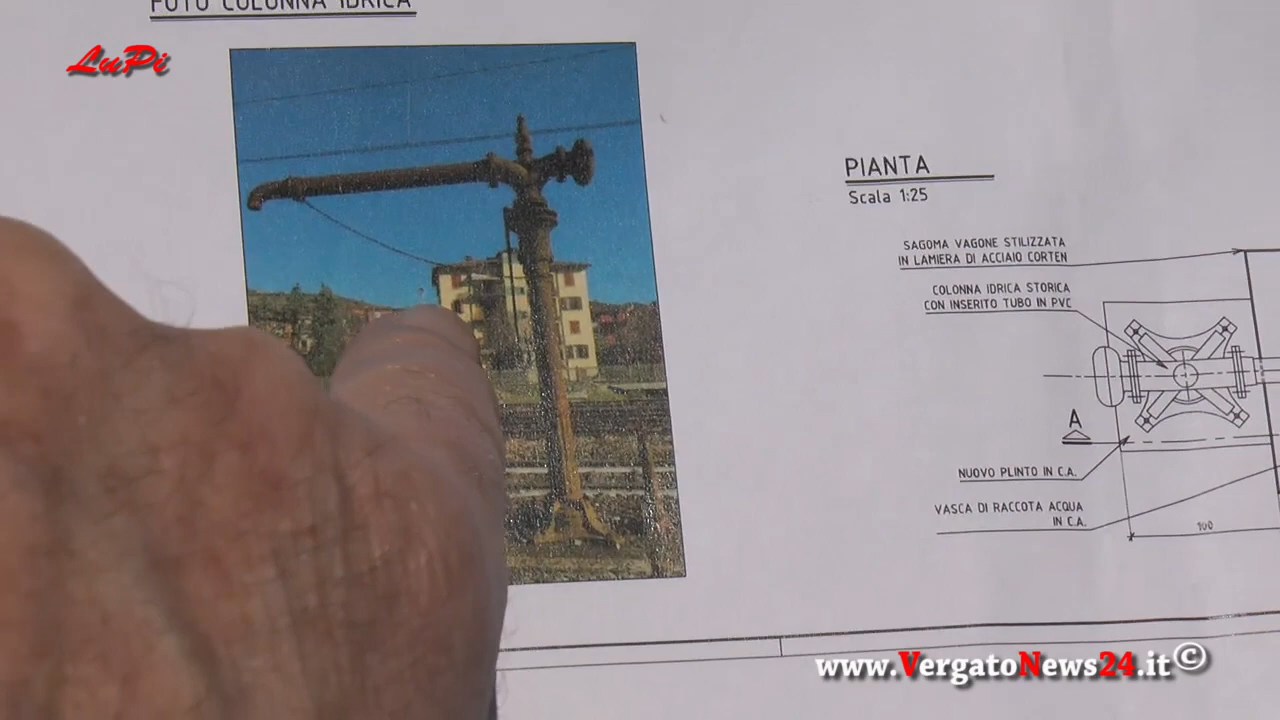 FOTO COLONNA IDRICA
LuPi
PIANTA
Scala 1:25
SAGOMA VAGONE STILIZZATA
IN LAMIERA DI ACCIAIO CORTEN
COLONNA IDRICA STORICA
CON INSERITO TUBO IN PVC
A
NUOVO PLINTO IN C.A.
VASCA DI RACCOTA ACQUA
IN C.A.
100
www.VergatoNews24.it©